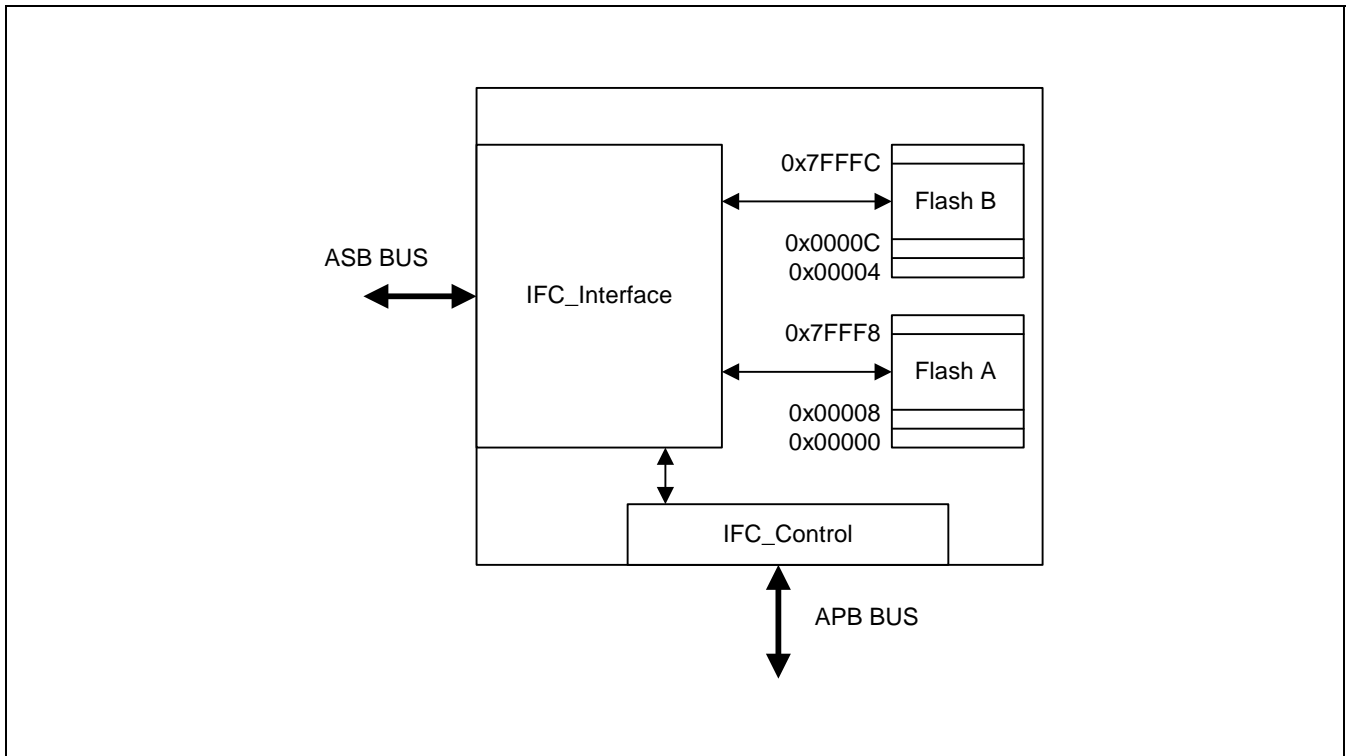 0x7FFFC
Flash B
0x0000C
0x00004
ASB BUS
IFC_Interface
0x7FFF8
Flash A
0x00008
0x00000
IFC_Control
APB BUS